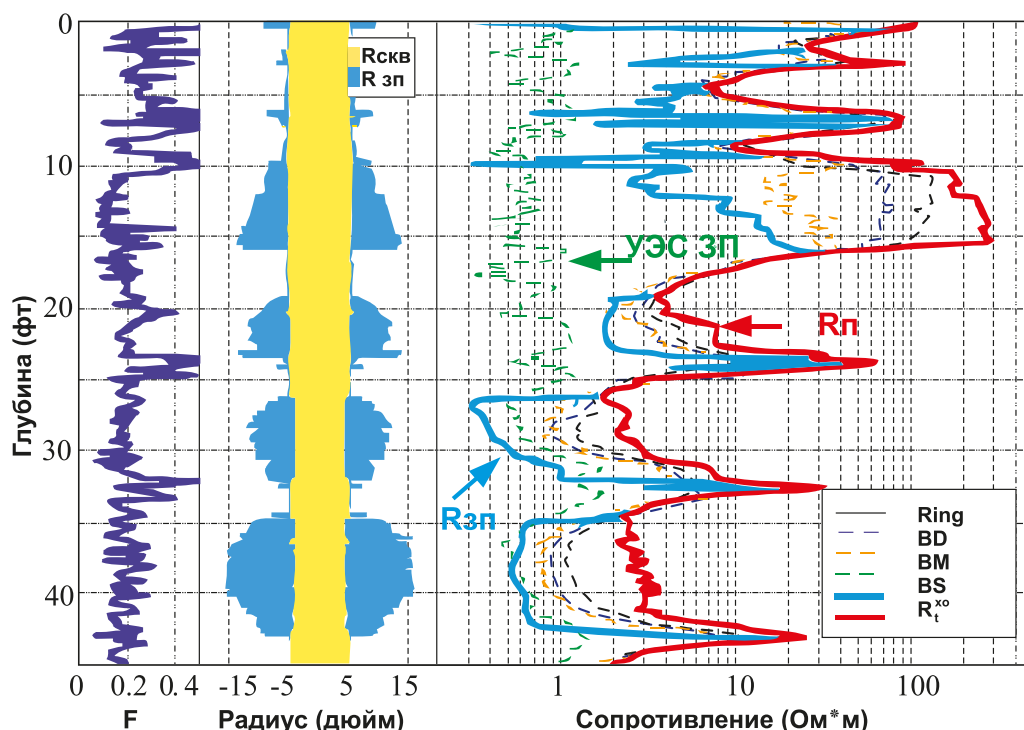 Rскв
R зп
0
10
20
30
40
Глубина (фт)
УЭС ЗП
Rп
Rзп
Ring
BD
BM
BS
R t xo
0 0.2 0.4 -15 -5 5 15 1 10 100
F Радиус (дюйм) Сопротивление (Ом*м)